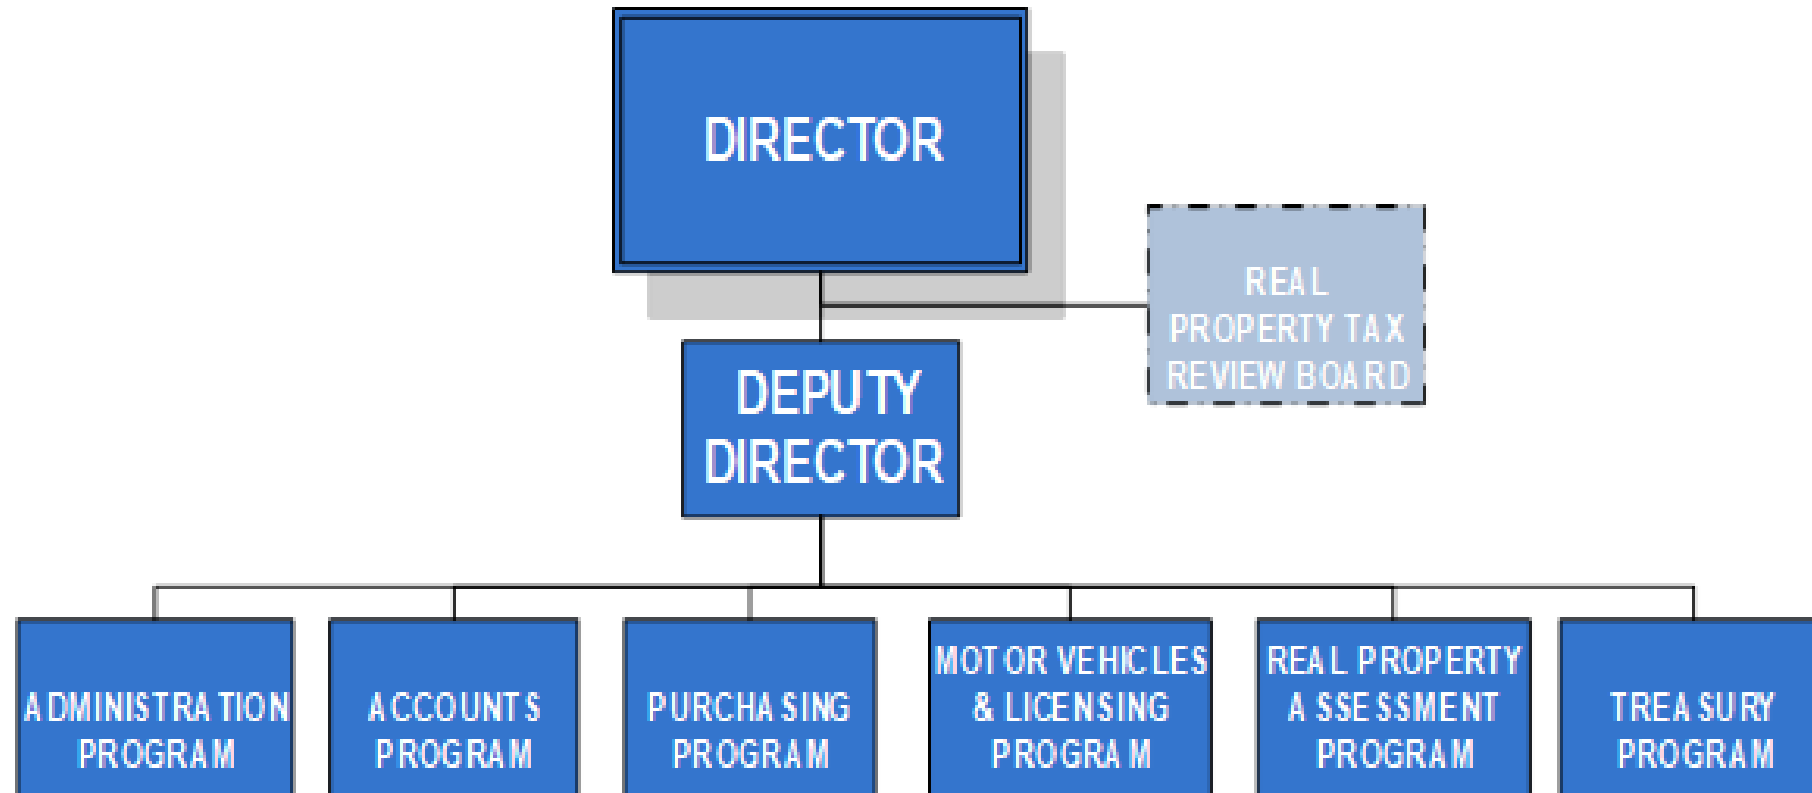 DIRECTOR
REAL
PROPERTY TAX
REVIEW BOARD
DEPUTY
DIRECTOR
ADMINISTRATION
PROGRAM
ACCOUNTS
PROGRAM
PURCHASING
PROGRAM
MOTOR VEHICLES
& LICENSING
PROGRAM
REAL PROPERTY
ASSESSMENT
PROGRAM
TREASURY
PROGRAM